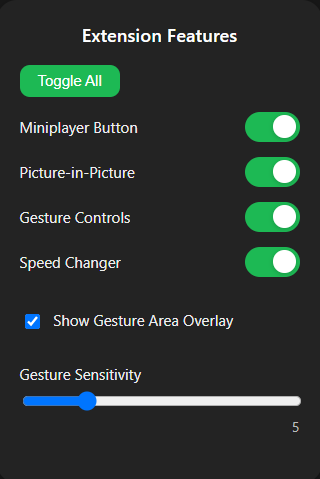 Extension Features
Toggle All
Miniplayer Button
Picture-in-Picture
Gesture Controls
Speed Changer
Show Gesture Area Overlay
Gesture Sensitivity
5